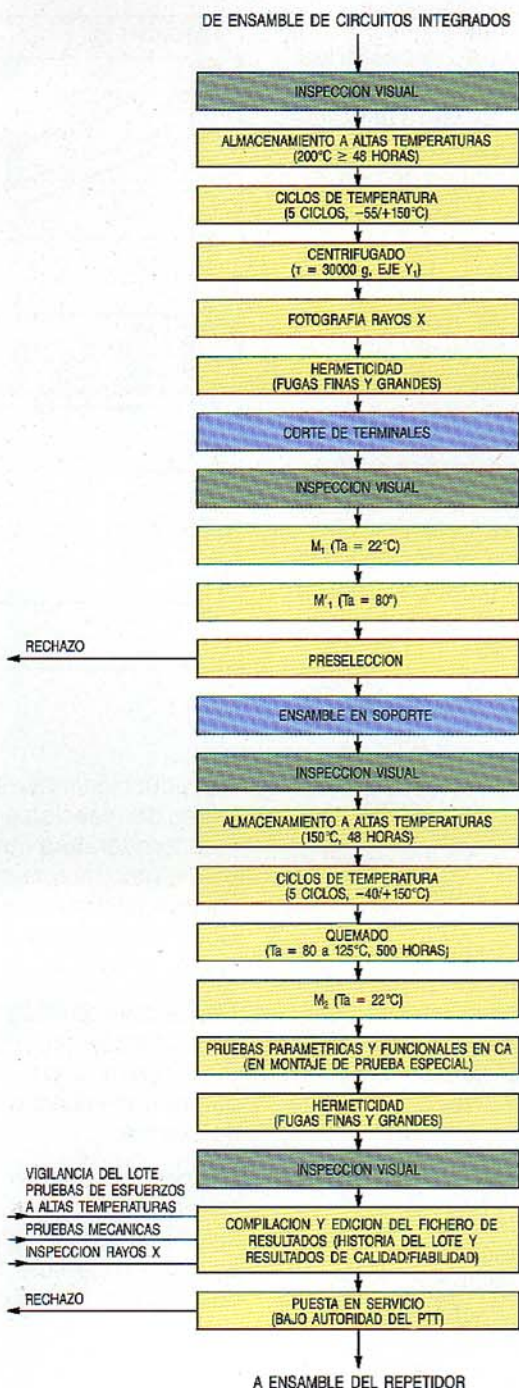 DE ENSAMBLE DE CIRCUITOS INTEGRADOS
INSPECCION VISUAL
ALMACENAMIENTO A ALTAS TEMPERATURAS
(200°C ≥ 48 HORAS)
CICLOS DE TEMPERATURA
(5 CICLOS, -55/+150°C)
CENTRIFUGADO
(τ = 30000 g, EJE Y₁)
FOTOGRAFIA RAYOS X
HERMETICIDAD
(FUGAS FINAS Y GRANDES)
CORTE DE TERMINALES
INSPECCION VISUAL
M₁ (Ta = 22°C)
M'₁ (Ta = 80°)
RECHAZO
PRESELECCION
ENSAMBLE EN SOPORTE
INSPECCION VISUAL
ALMACENAMIENTO A ALTAS TEMPERATURAS
(150°C, 48 HORAS)
CICLOS DE TEMPERATURA
(5 CICLOS, -40/+150°C)
QUEMADO
(Ta = 80 a 125°C, 500 HORAS)
M₂ (Ta = 22°C)
PRUEBAS PARAMETRICAS Y FUNCIONALES EN CA
(EN MONTAJE DE PRUEBA ESPECIAL)
HERMETICIDAD
(FUGAS FINAS Y GRANDES)
INSPECCION VISUAL
VIGILANCIA DEL LOTE
PRUEBAS DE ESFUERZOS
A ALTAS TEMPERATURAS
PRUEBAS MECANICAS
INSPECCION RAYOS X
COMPILACION Y EDICION DEL FICHERO DE
RESULTADOS (HISTORIA DEL LOTE Y
RESULTADOS DE CALIDAD/FIABILIDAD)
RECHAZO
PUESTA EN SERVICIO
(BAJO AUTORIDAD DEL PTT)
A ENSAMBLE DEL REPETIDOR